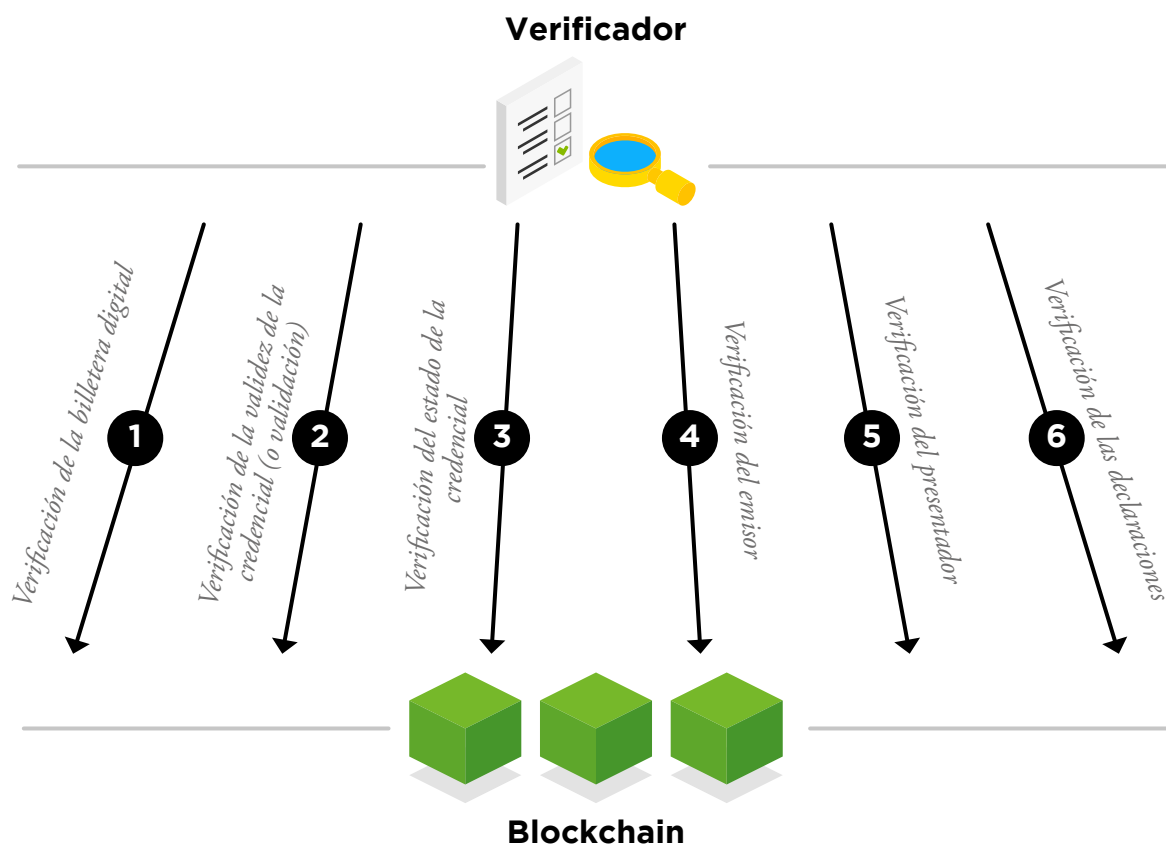 Verificador
1
Verificación de la billetera digital
2
Verificación de la validez de la
credencial (o validación)
3
Verificación del estado de la
credencial
4
Verificación del emisor
5
Verificación del presentador
6
Verificación de las declaraciones
Blockchain